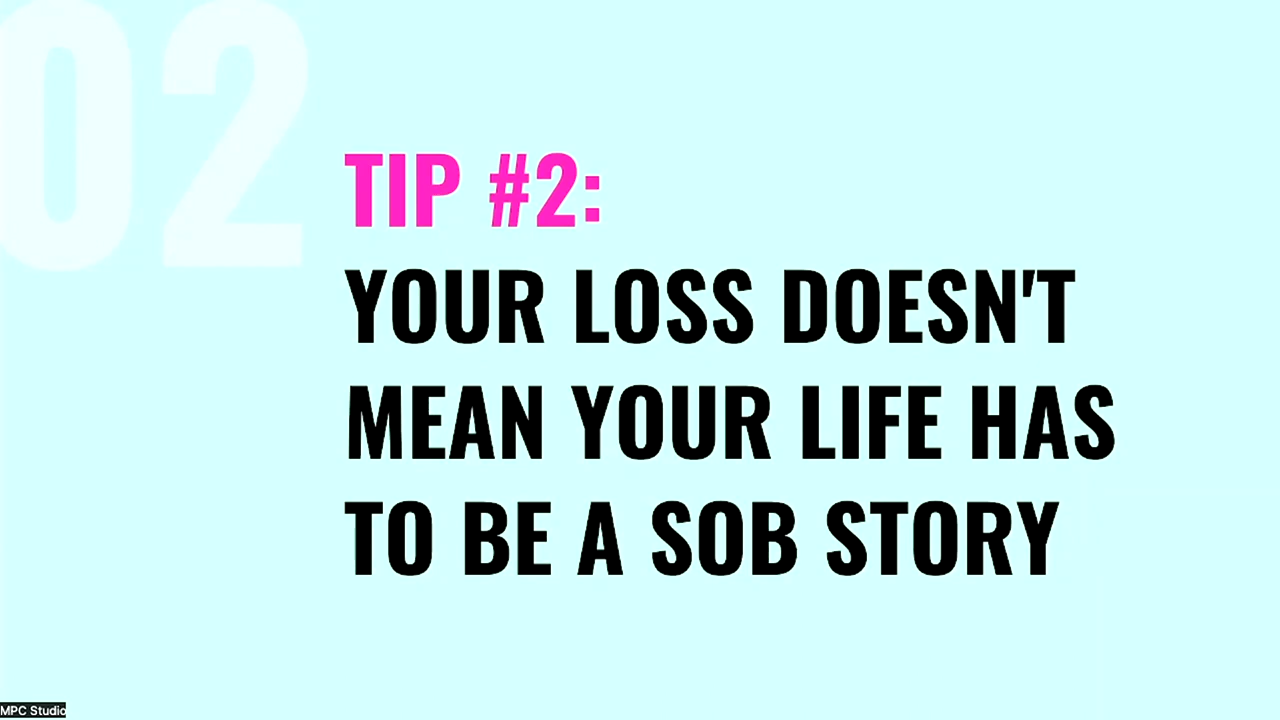 02
TIP #2:
YOUR LOSS DOESN'T
MEAN YOUR LIFE HAS
TO BE A SOB STORY
MPC Studio